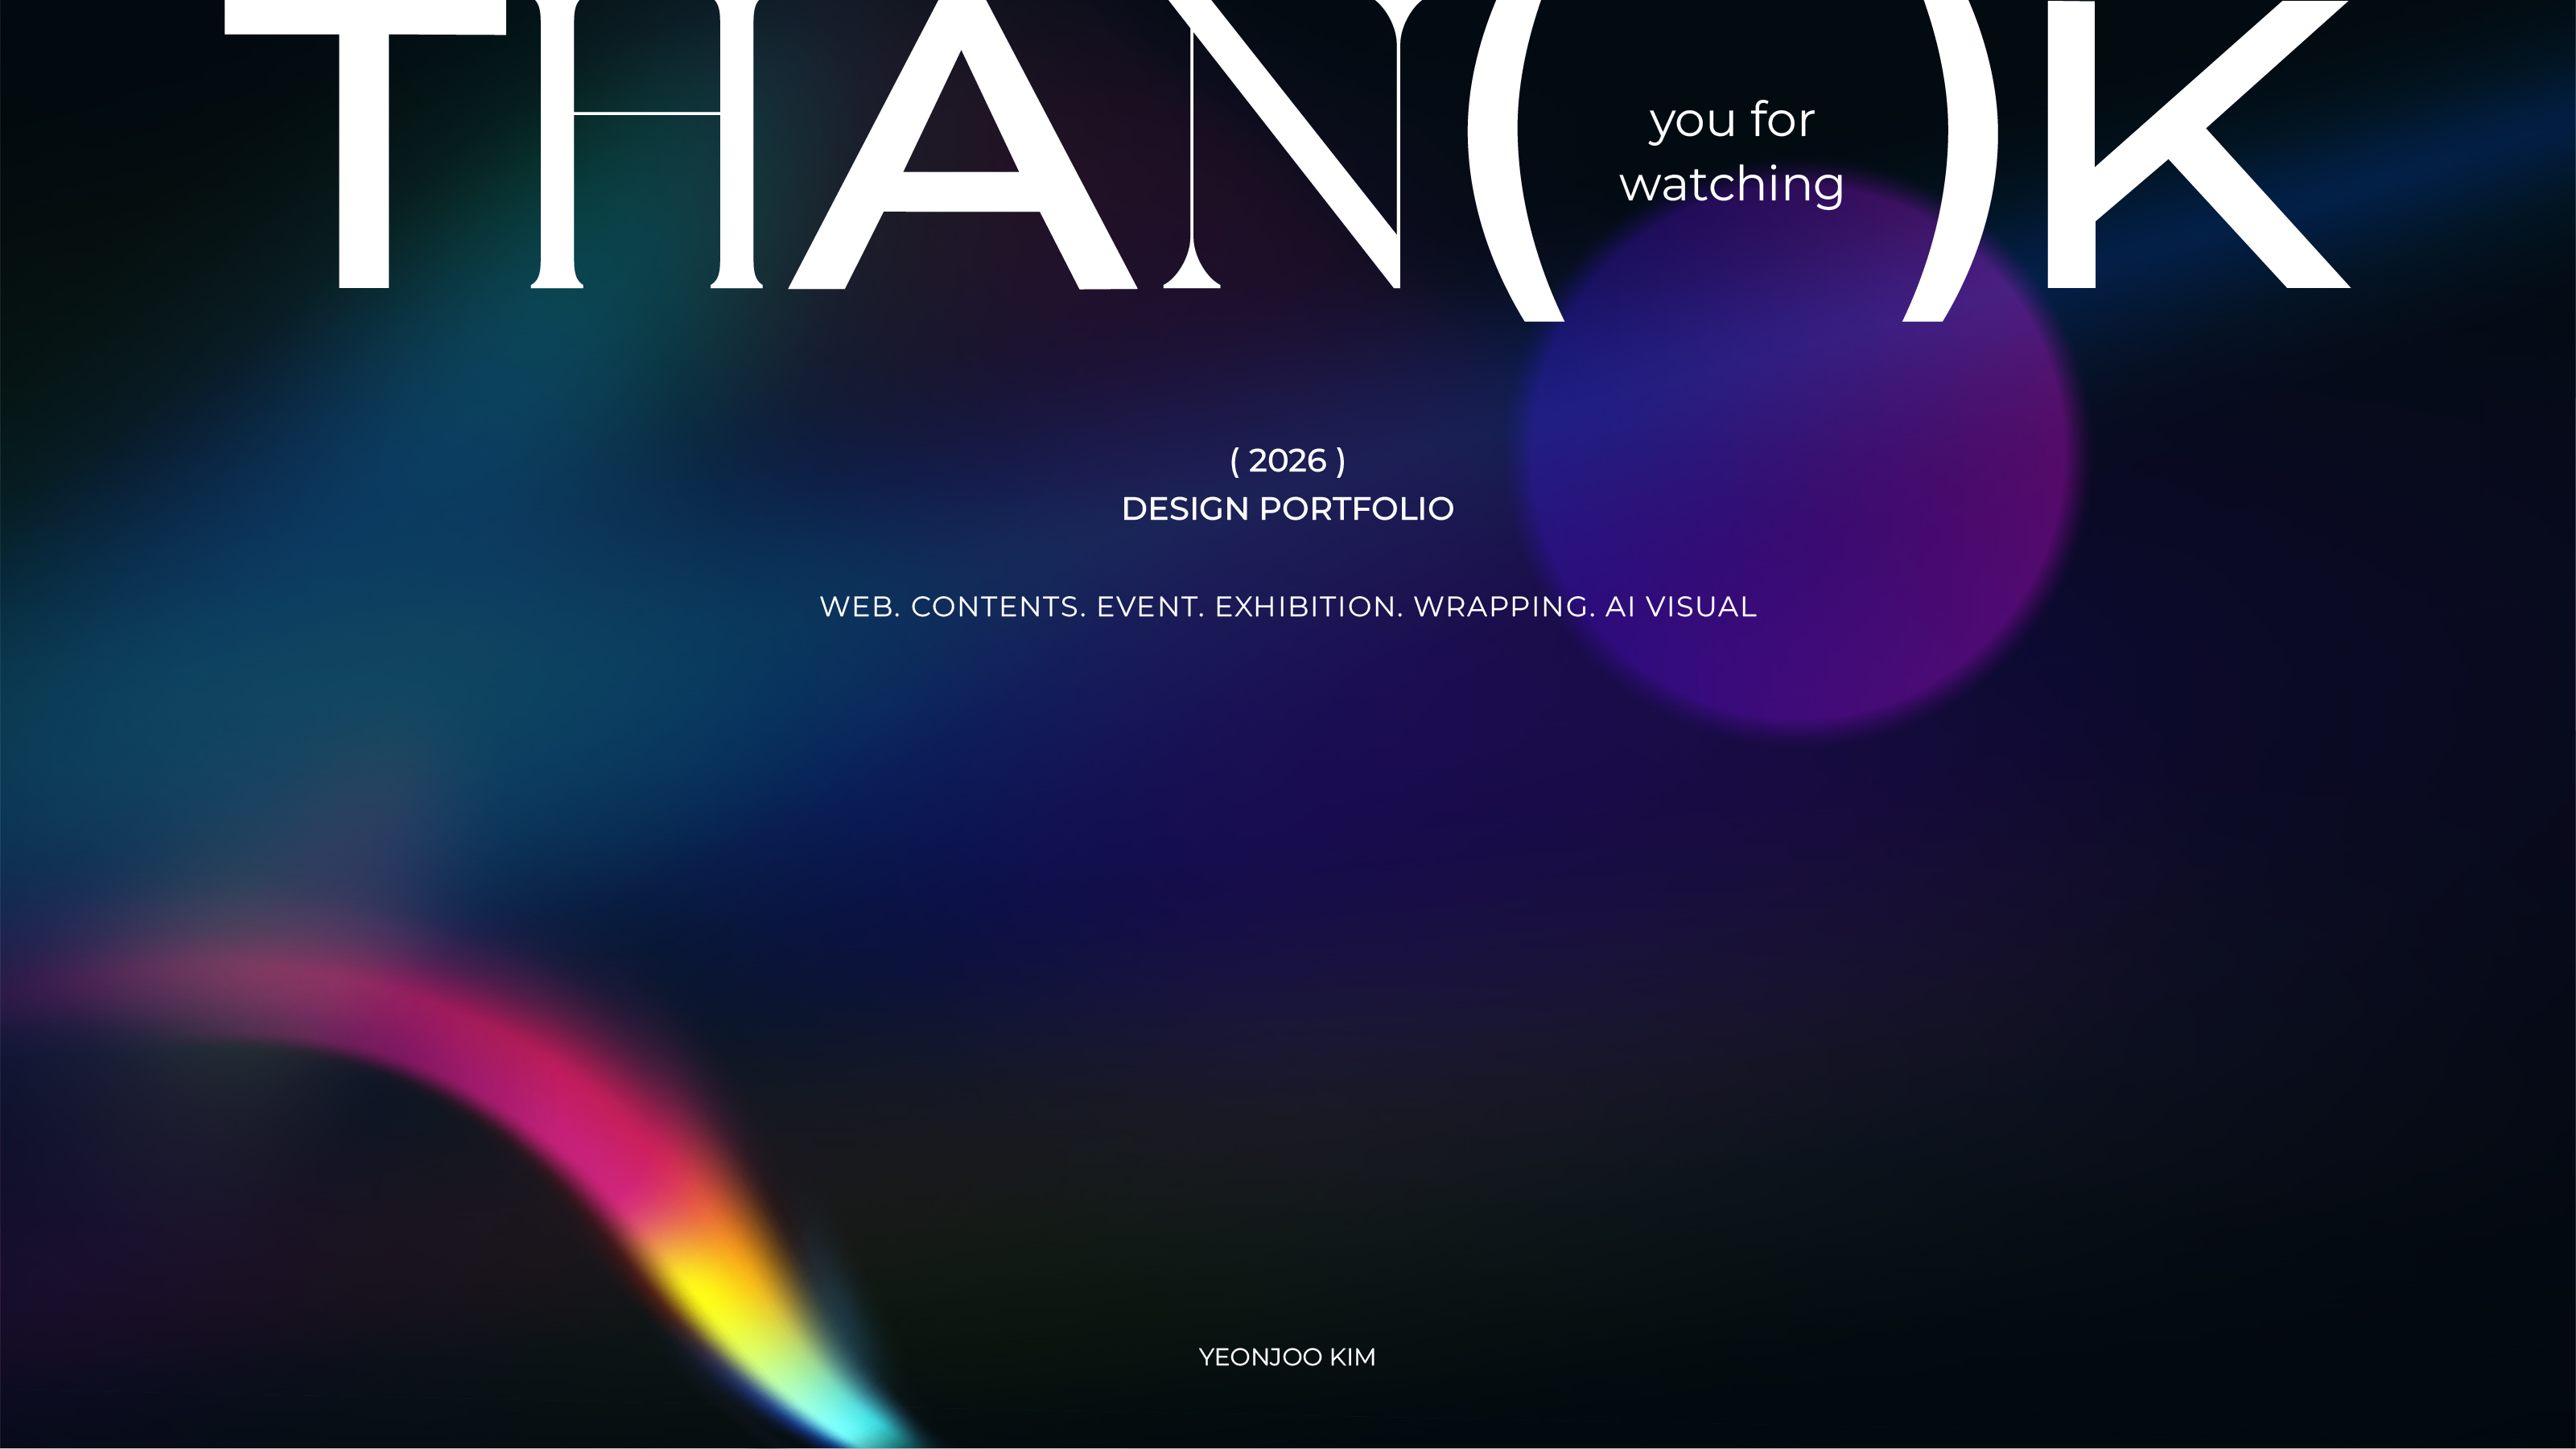 THAN( you for watching )K
( 2026 )
DESIGN PORTFOLIO
WEB. CONTENTS. EVENT. EXHIBITION. WRAPPING. AI VISUAL
YEONJOO KIM